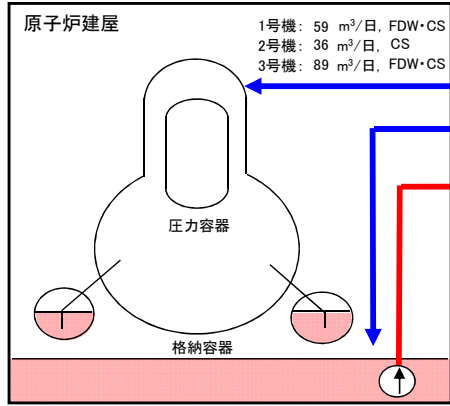 原子炉建屋
1号機: 59 m³/日, FDW・CS
2号機: 36 m³/日, CS
3号機: 89 m³/日, FDW・CS
圧力容器
格納容器